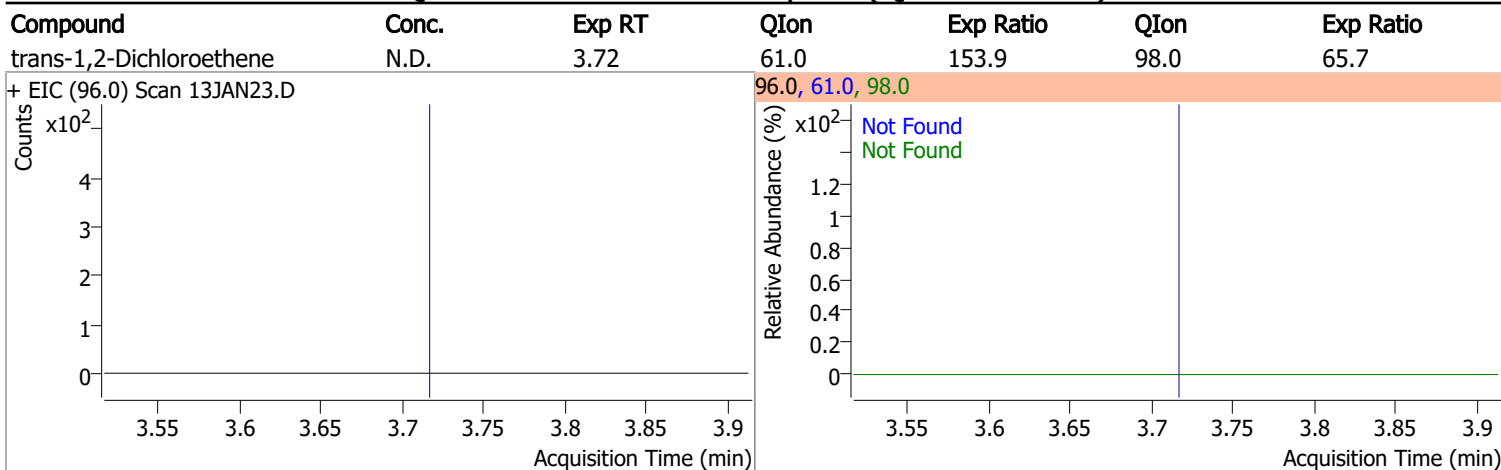 Compound Conc. Exp RT QIon Exp Ratio QIon Exp Ratio
trans-1,2-Dichloroethene N.D. 3.72 61.0 153.9 98.0 65.7
+ EIC (96.0) Scan 13JAN23.D
Counts
x10²
4
3
2
1
0
3.55 3.6 3.65 3.7 3.75 3.8 3.85 3.9
Acquisition Time (min)
96.0, 61.0, 98.0
Relative Abundance (%)
x10²
Not Found
Not Found
1.2
1
0.8
0.6
0.4
0.2
0
3.55 3.6 3.65 3.7 3.75 3.8 3.85 3.9
Acquisition Time (min)